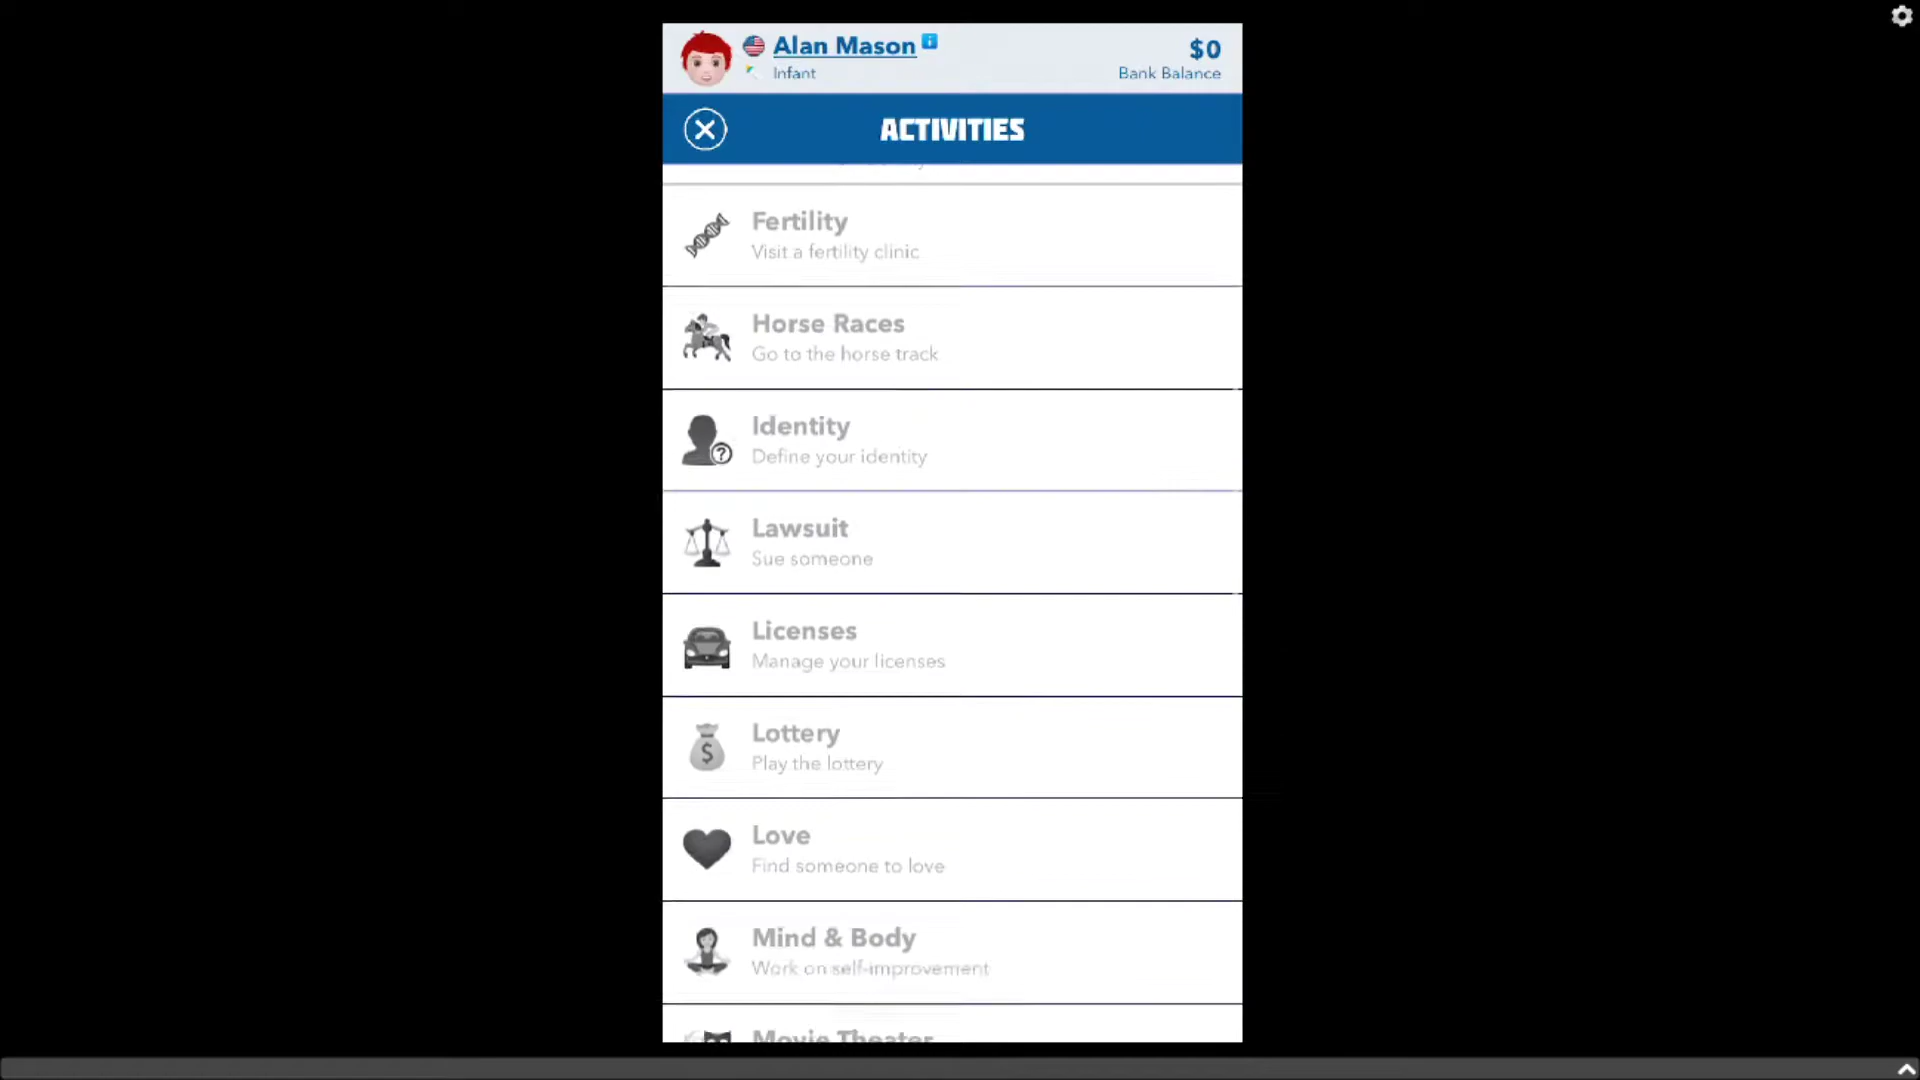 Alan Mason
$0
Infant
Bank Balance
ACTIVITIES
Fertility
Visit a fertility clinic
Horse Races
Go to the horse track
Identity
Define your identity
Lawsuit
Sue someone
Licenses
Manage your licenses
Lottery
Play the lottery
Love
Find someone to love
Mind & Body
Work on self-improvement
Movie Theater